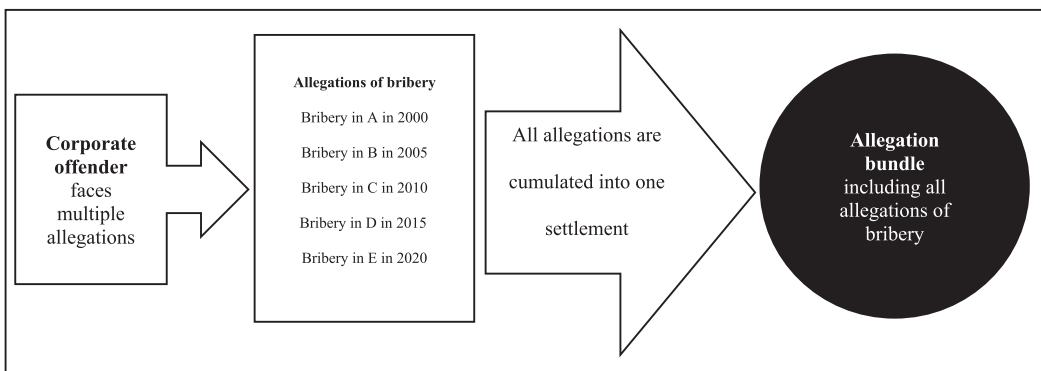 Corporate
offender
faces
multiple
allegations
Allegations of bribery
Bribery in A in 2000
Bribery in B in 2005
Bribery in C in 2010
Bribery in D in 2015
Bribery in E in 2020
All allegations are
cumulated into one
settlement
Allegation
bundle
including all
allegations of
bribery